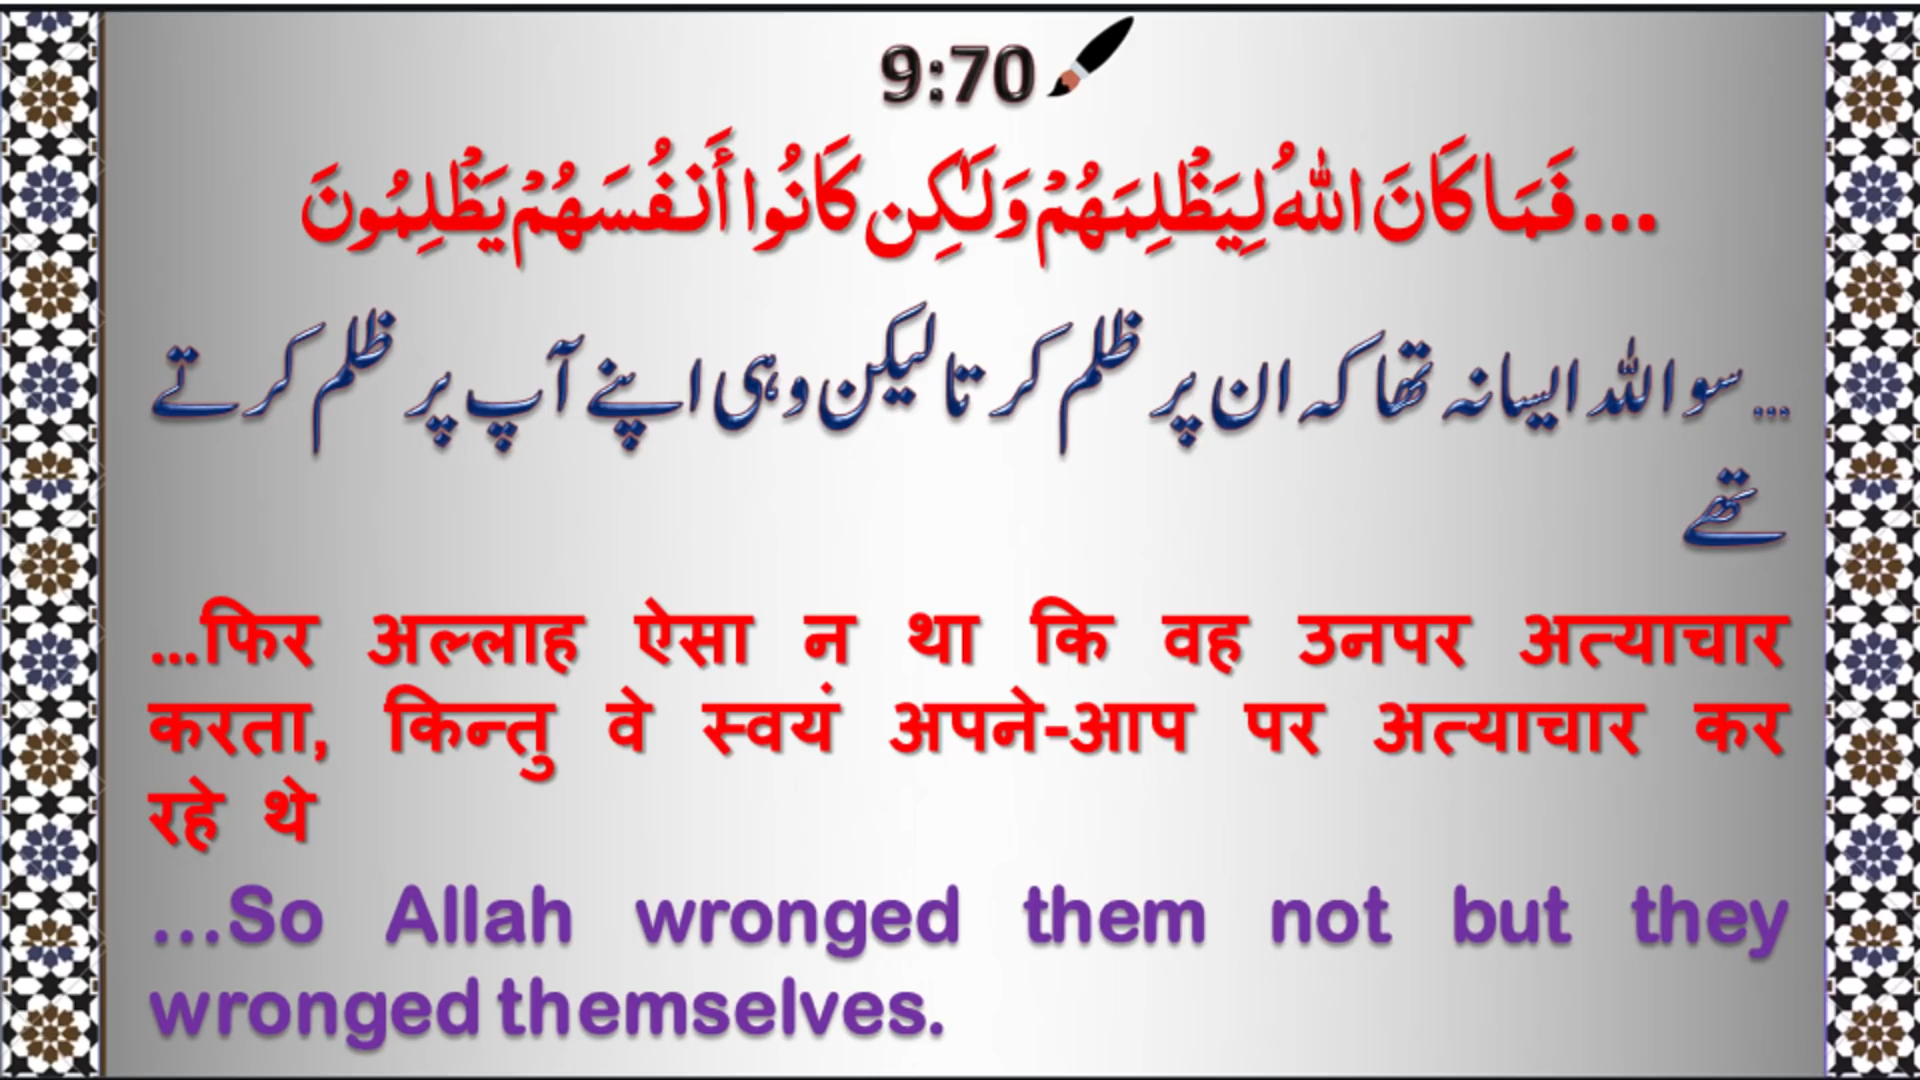 9:70
...فَمَا كَانَ اللَّهُ لِيَظْلِمَهُمْ وَلَٰكِن كَانُوا أَنفُسَهُمْ يَظْلِمُونَ
...سو اللہ ایسا نہ تھا کہ ان پر ظلم کرتا لیکن وہی اپنے آپ پر ظلم کرتے
تھے
...फिर अल्लाह ऐसा न था कि वह उनपर अत्याचार
करता, किन्तु वे स्वयं अपने-आप पर अत्याचार कर
रहे थे
...So Allah wronged them not but they
wronged themselves.